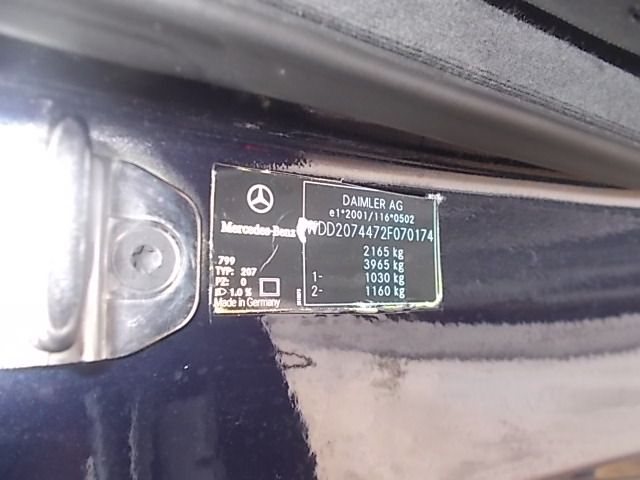 DAIMLER AG
e1*2001/116*0502
Mercedes-Benz
WDD2074472F070174
2165 kg
3965 kg
1- 1030 kg
2- 1160 kg
799
TYP: 207
PZ: 0
1.0 %
Made in Germany